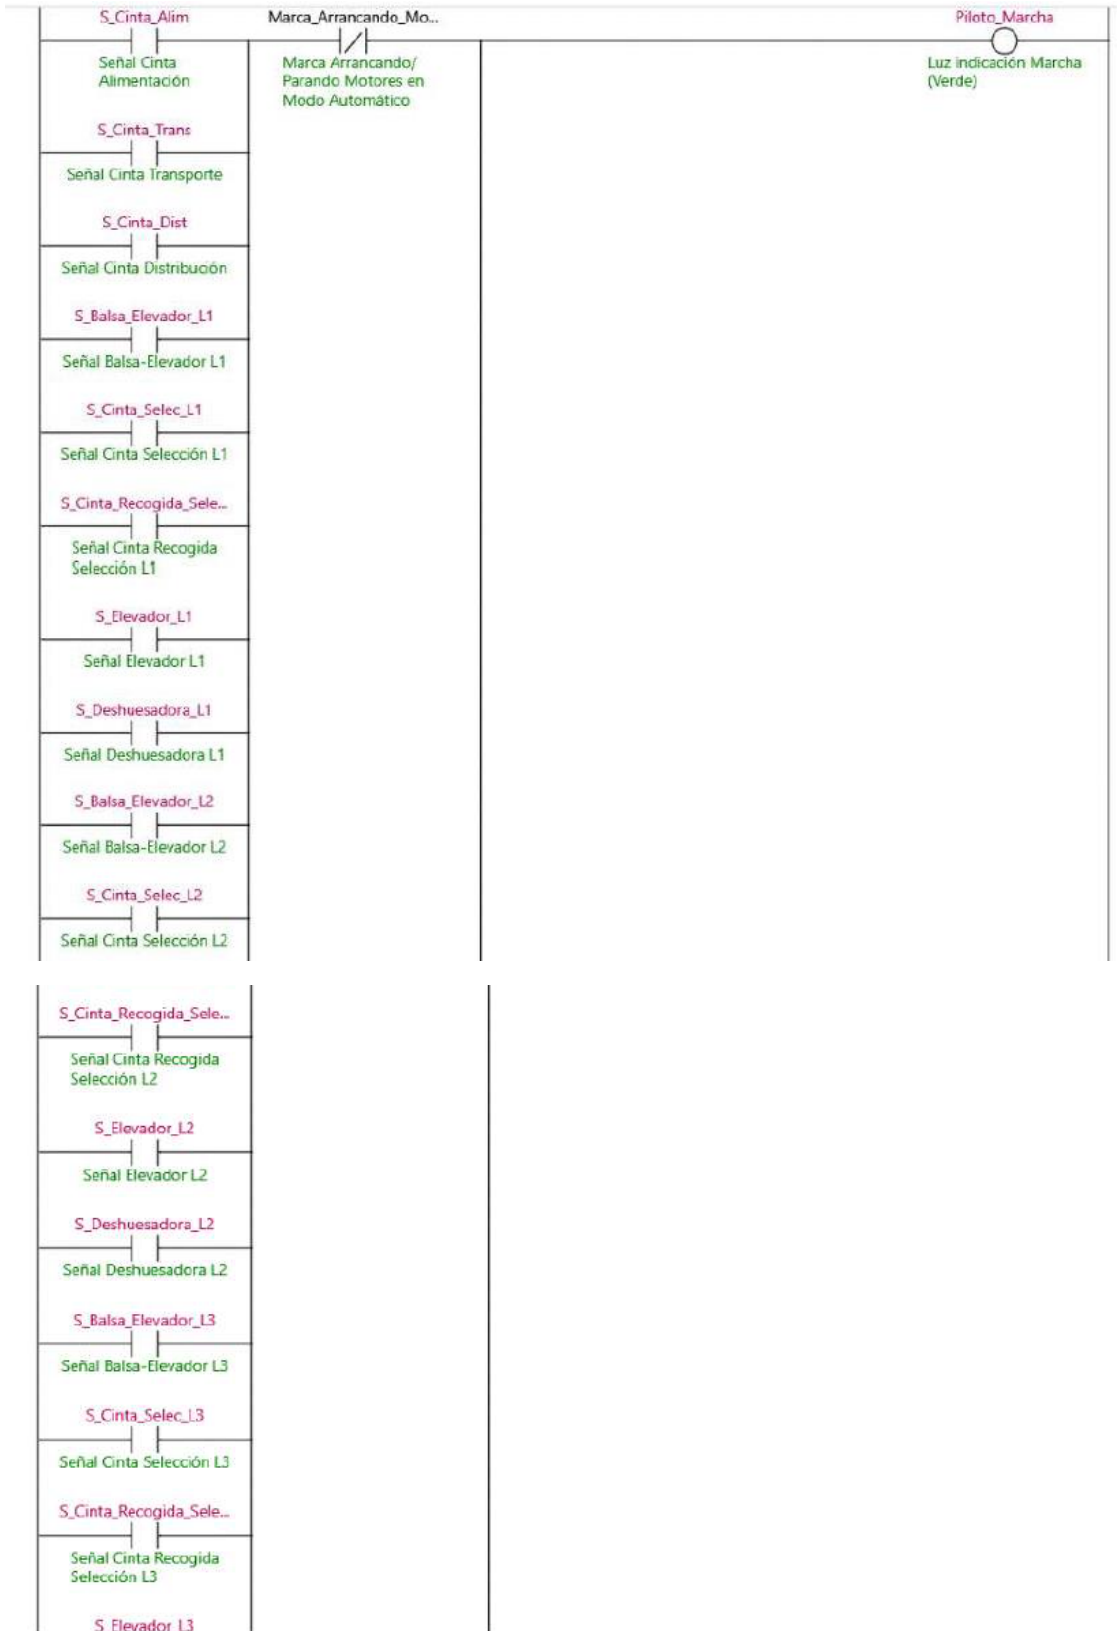 S_Cinta_Alim
Marca_Arrancando_Mo...
Piloto_Marcha
Señal Cinta
Alimentación
Marca Arrancando/
Parando Motores en
Modo Automático
Luz indicación Marcha
(Verde)
S_Cinta_Trans
Señal Cinta Transporte
S_Cinta_Dist
Señal Cinta Distribución
S_Balsa_Elevador_L1
Señal Balsa-Elevador L1
S_Cinta_Selec_L1
Señal Cinta Selección L1
S_Cinta_Recogida_Sele...
Señal Cinta Recogida
Selección L1
S_Elevador_L1
Señal Elevador L1
S_Deshuesadora_L1
Señal Deshuesadora L1
S_Balsa_Elevador_L2
Señal Balsa-Elevador L2
S_Cinta_Selec_L2
Señal Cinta Selección L2
S_Cinta_Recogida_Sele...
Señal Cinta Recogida
Selección L2
S_Elevador_L2
Señal Elevador L2
S_Deshuesadora_L2
Señal Deshuesadora L2
S_Balsa_Elevador_L3
Señal Balsa-Elevador L3
S_Cinta_Selec_L3
Señal Cinta Selección L3
S_Cinta_Recogida_Sele...
Señal Cinta Recogida
Selección L3
S_Elevador_L3